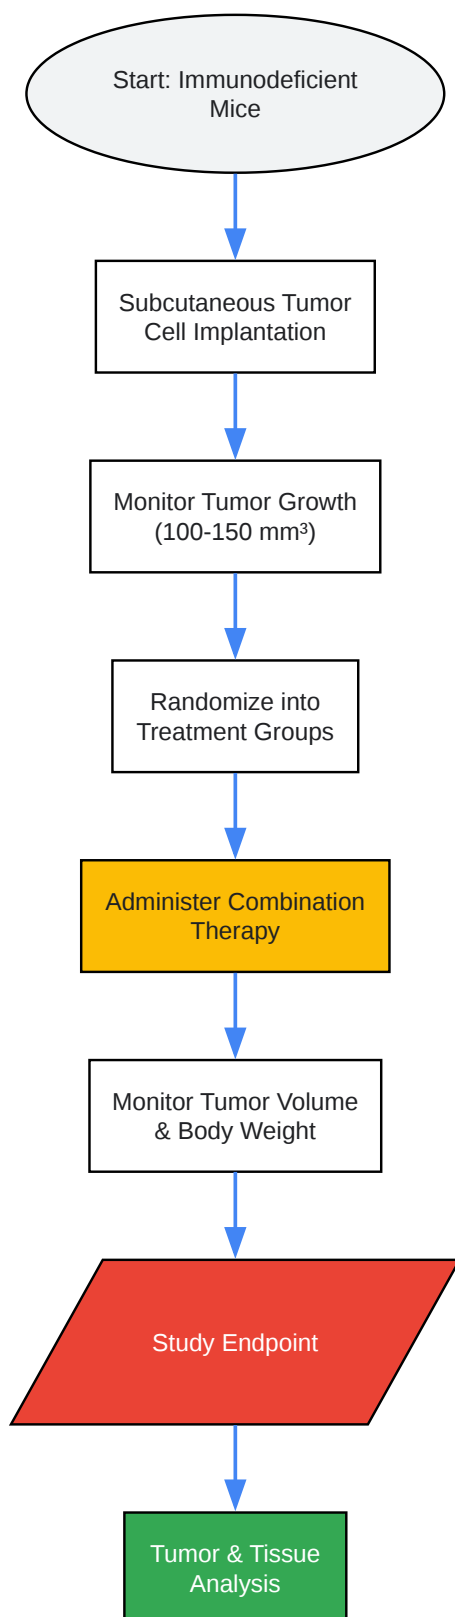 Start: Immunodeficient
Mice
Subcutaneous Tumor
Cell Implantation
Monitor Tumor Growth
(100-150 mm³)
Randomize into
Treatment Groups
Administer Combination
Therapy
Monitor Tumor Volume
& Body Weight
Study Endpoint
Tumor & Tissue
Analysis